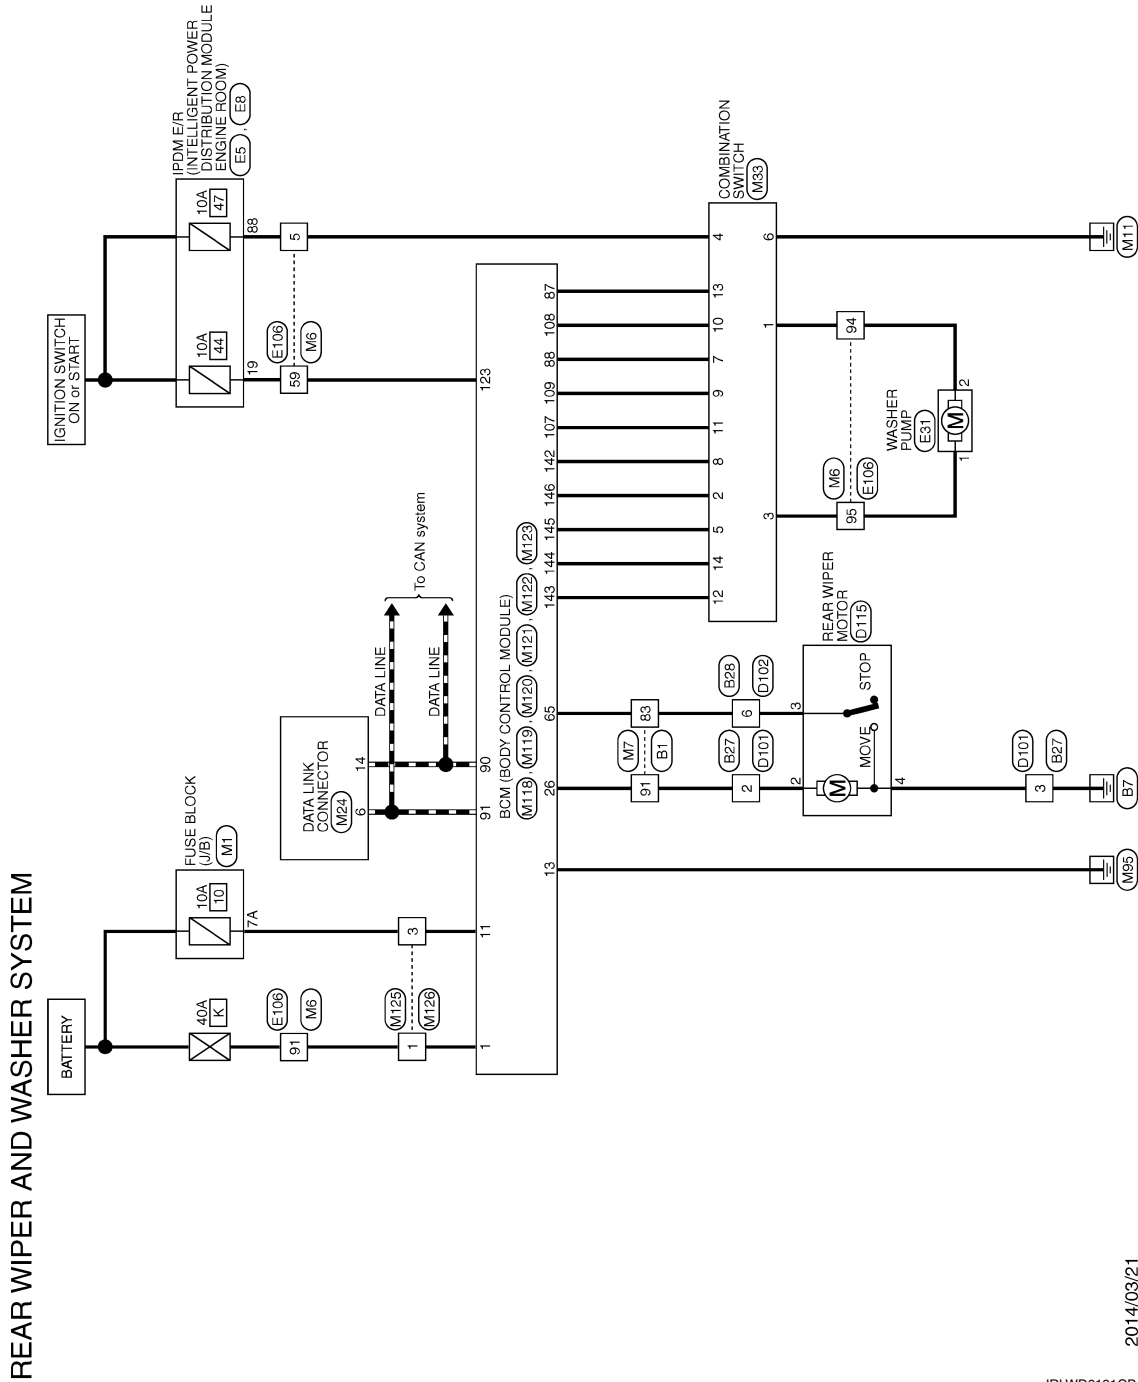 REAR WIPER AND WASHER SYSTEM
BATTERY
IGNITION SWITCH
ON or START
40A
K
10A
10
FUSE BLOCK
(J/B)
M1
7A
10A
44
10A
47
IPDM E/R
(INTELLIGENT POWER
DISTRIBUTION MODULE
ENGINE ROOM)
E5 , E8
19
88
91
E106
M6
59
E106
M6
5
DATA LINK
CONNECTOR
M24
6
14
DATA LINE
DATA LINE
To CAN system
1
M125
M126
3
1
11
91
90
123
BCM (BODY CONTROL MODULE)
M118 , M119 , M120 , M121 , M122 , M123
13
26
65
143
144
145
146
142
107
109
88
108
87
91
M7
B1
83
2
B27
D101
6
B28
D102
12
14
5
2
8
11
9
7
10
13
4
COMBINATION
SWITCH
M33
3
1
6
2
3
REAR WIPER
MOTOR
D115
M
MOVE
STOP
4
95
M6
E106
94
WASHER
PUMP
E31
M
1
2
3
D101
B27
M95
B7
M11
2014/03/21